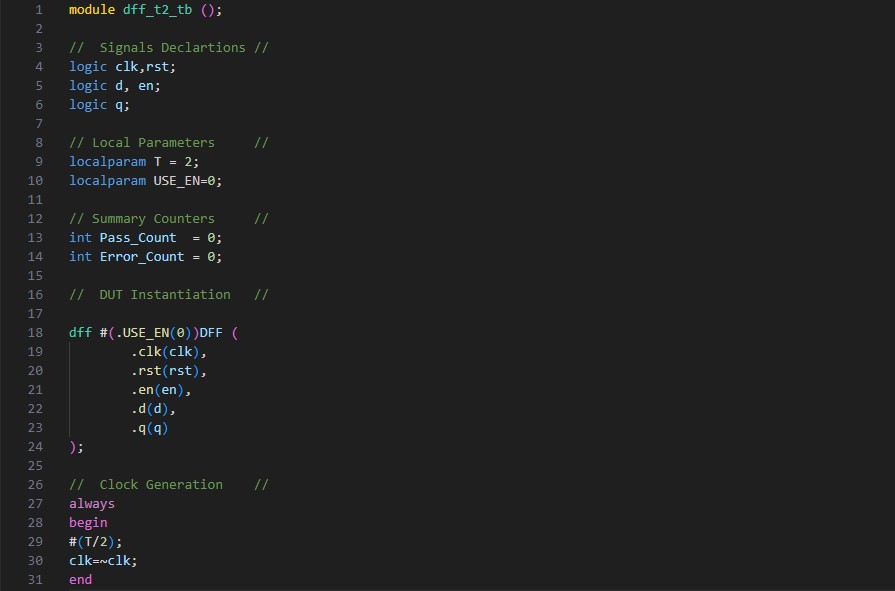 1 module dff_t2_tb ();
2
3 //  Signals Declartions //
4 logic clk,rst;
5 logic d, en;
6 logic q;
7
8 // Local Parameters     //
9 localparam T = 2;
10 localparam USE_EN=0;
11
12 // Summary Counters     //
13 int Pass_Count  = 0;
14 int Error_Count = 0;
15
16 //  DUT Instantiation   //
17
18 dff #(.USE_EN(0))DFF (
19         .clk(clk),
20         .rst(rst),
21         .en(en),
22         .d(d),
23         .q(q)
24 );
25
26 //  Clock Generation    //
27 always
28 begin
29 #(T/2);
30 clk=~clk;
31 end